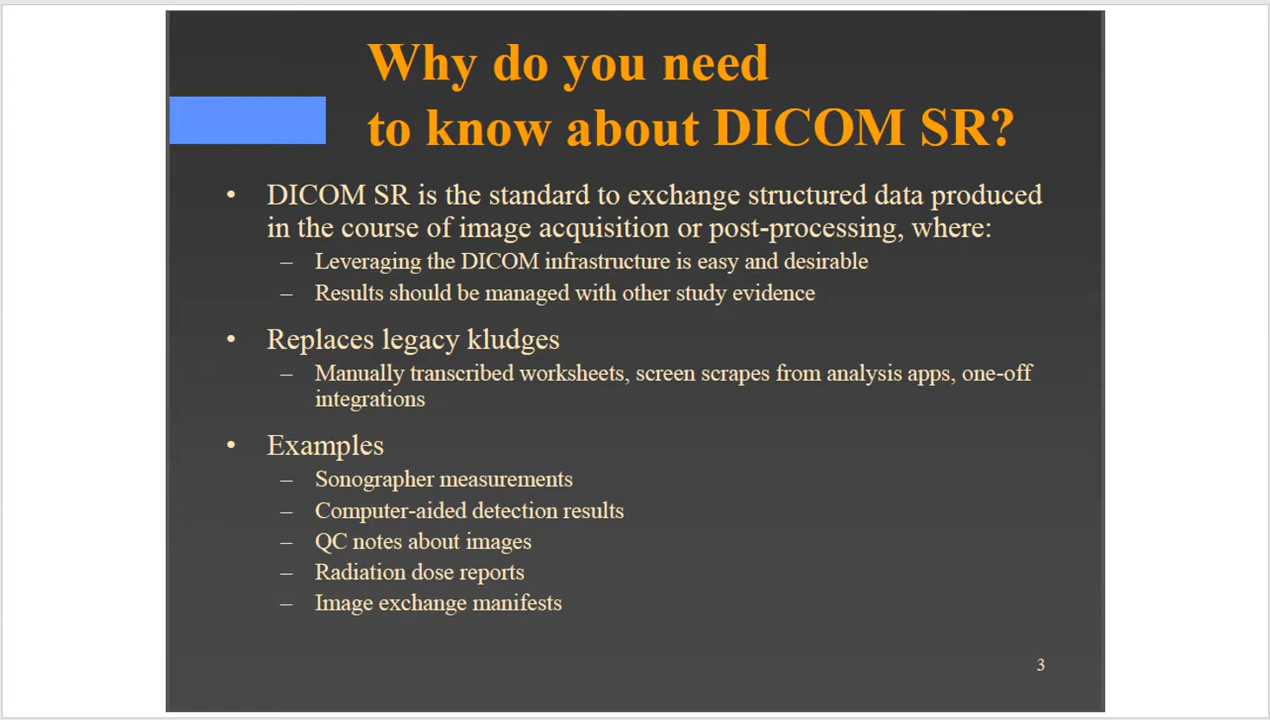 Why do you need
to know about DICOM SR?
• DICOM SR is the standard to exchange structured data produced
in the course of image acquisition or post-processing, where:
– Leveraging the DICOM infrastructure is easy and desirable
– Results should be managed with other study evidence
• Replaces legacy kludges
– Manually transcribed worksheets, screen scrapes from analysis apps, one-off
integrations
• Examples
– Sonographer measurements
– Computer-aided detection results
– QC notes about images
– Radiation dose reports
– Image exchange manifests
3